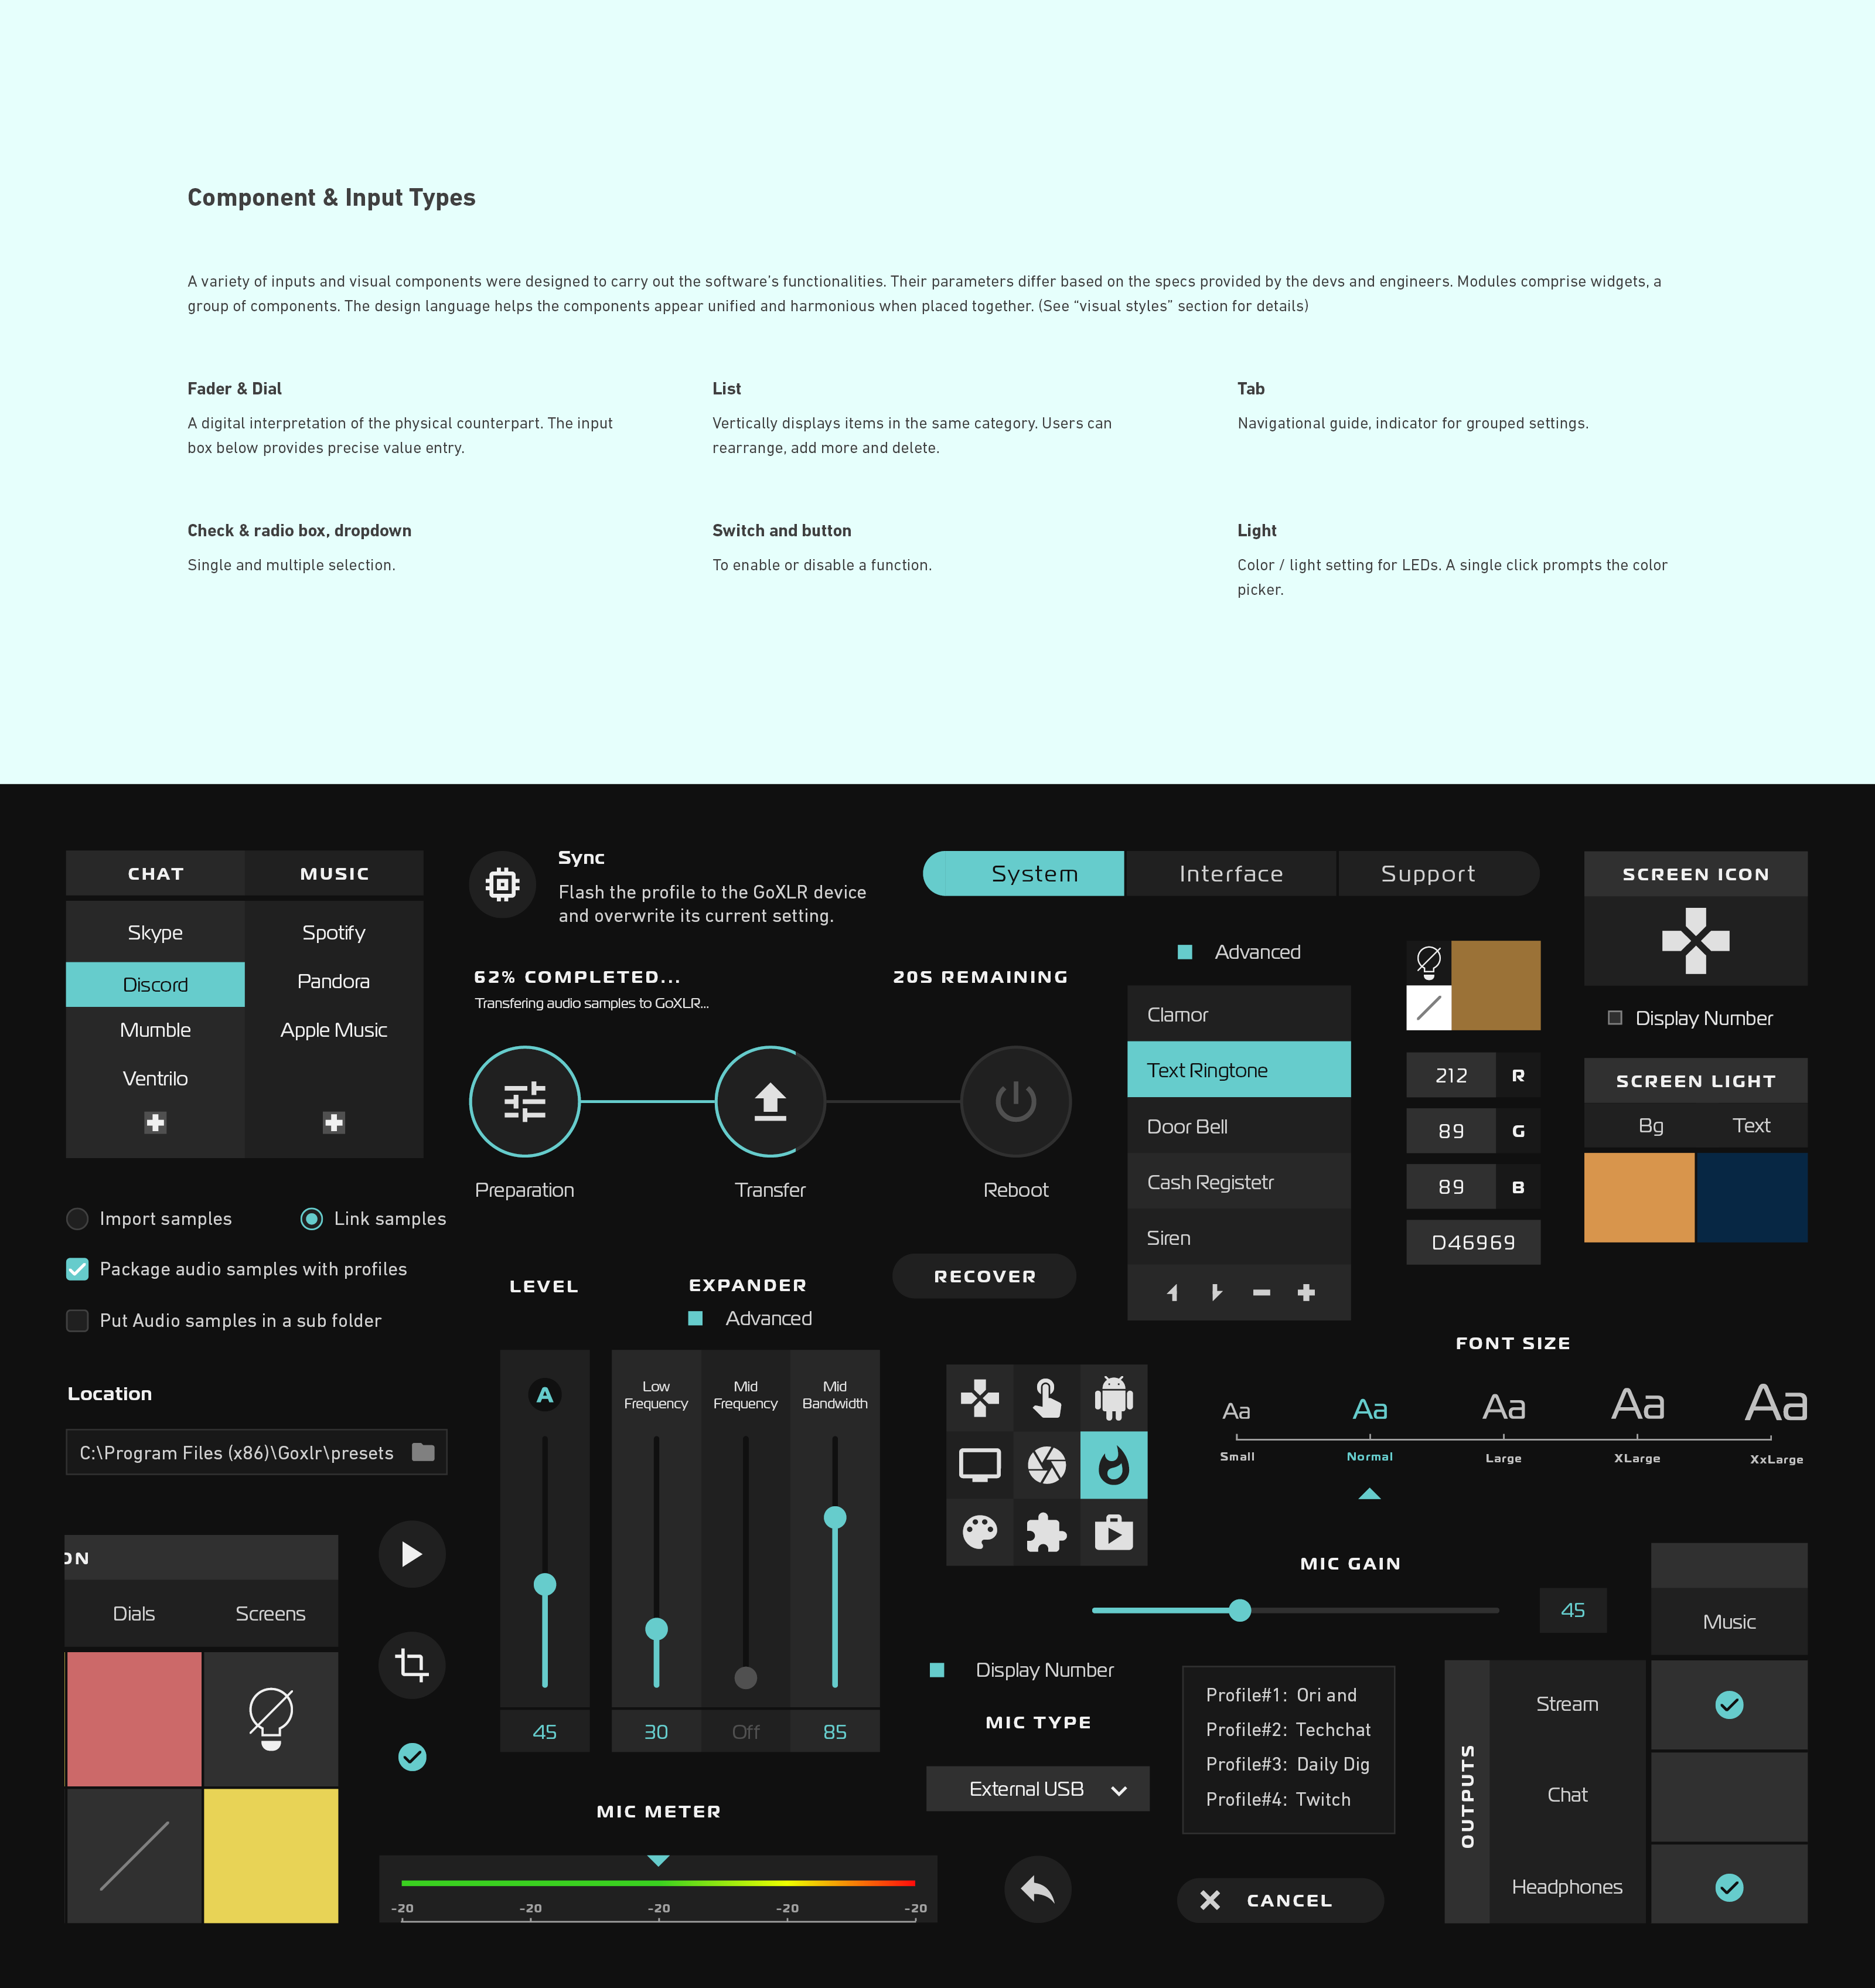 Component & Input Types
A variety of inputs and visual components were designed to carry out the software's functionalities. Their parameters differ based on the specs provided by the devs and engineers. Modules comprise widgets, a
group of components. The design language helps the components appear unified and harmonious when placed together. (See “visual styles” section for details)
Fader & Dial
A digital interpretation of the physical counterpart. The input
box below provides precise value entry.
List
Vertically displays items in the same category. Users can
rearrange, add more and delete.
Tab
Navigational guide, indicator for grouped settings.
Check & radio box, dropdown
Single and multiple selection.
Switch and button
To enable or disable a function.
Light
Color / light setting for LEDs. A single click prompts the color
picker.
CHAT
MUSIC
Skype
Spotify
Discord
Pandora
Mumble
Apple Music
Ventrilo
Sync
Flash the profile to the GoXLR device
and overwrite its current setting.
62% COMPLETED...
20S REMAINING
Transfering audio samples to GoXLR...
Preparation
Transfer
Reboot
RECOVER
System
Interface
Support
Advanced
Clamor
Text Ringtone
Door Bell
Cash Registetr
Siren
212 R
89 G
89 B
D46969
SCREEN ICON
Display Number
SCREEN LIGHT
Bg
Text
Import samples
Link samples
Package audio samples with profiles
Put Audio samples in a sub folder
Location
C:\Program Files (x86)\Goxlr\presets
ON
Dials
Screens
LEVEL
A
45
EXPANDER
Advanced
Low
Frequency
Mid
Frequency
Mid
Bandwidth
30
Off
85
MIC METER
-20
-20
-20
-20
-20
FONT SIZE
Aa
Aa
Aa
Aa
Aa
Small
Normal
Large
XLarge
XxLarge
MIC GAIN
45
Display Number
MIC TYPE
External USB
Profile#1: Ori and
Profile#2: Techchat
Profile#3: Daily Dig
Profile#4: Twitch
CANCEL
Music
OUTPUTS
Stream
Chat
Headphones